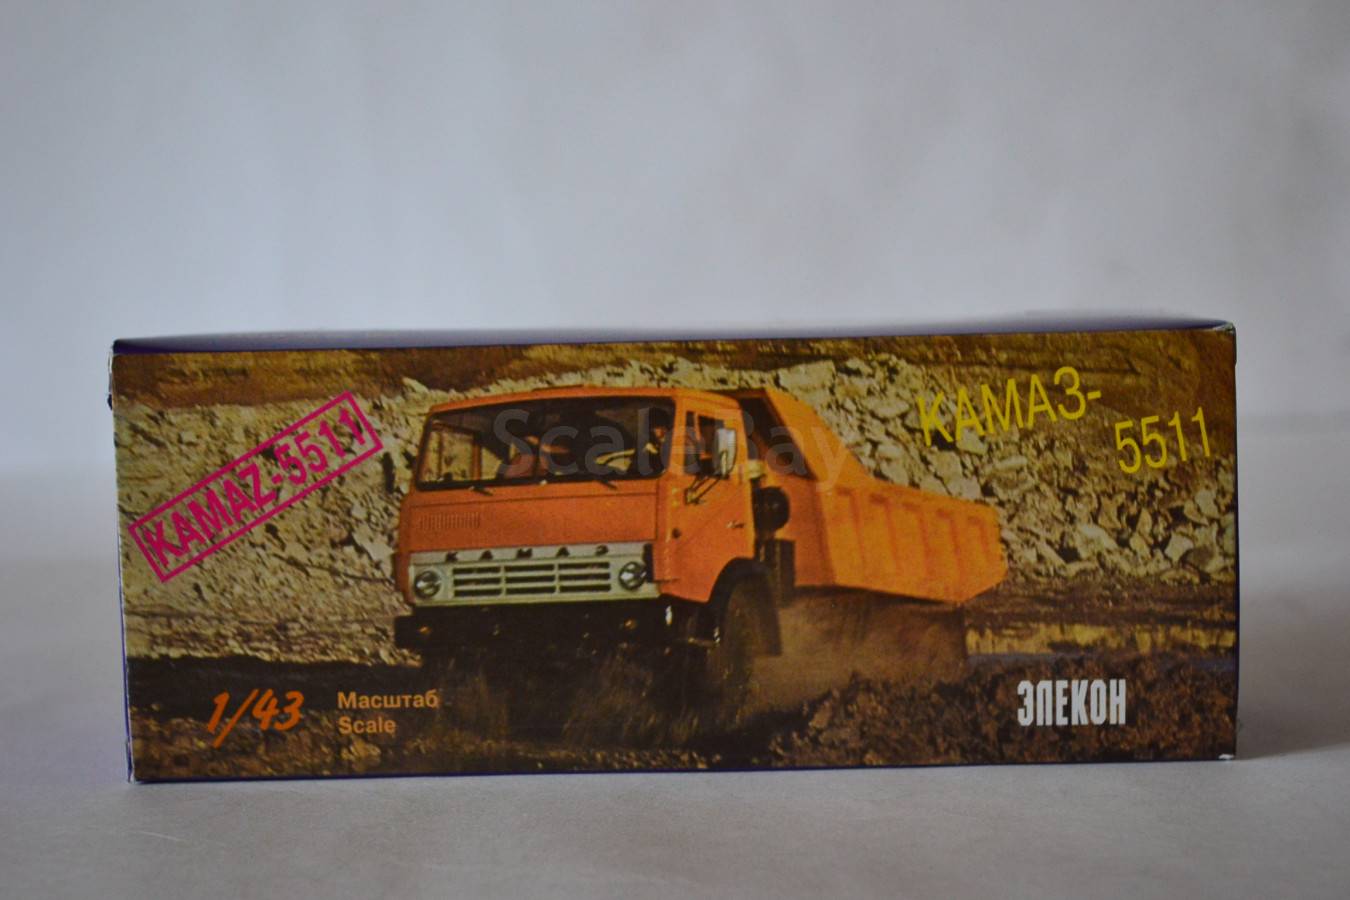 KAMAZ-5511
КАМАЗ-
5511
ScaleBay
КАМАЗ
1/43
Масштаб
Scale
ЭЛЕКОН